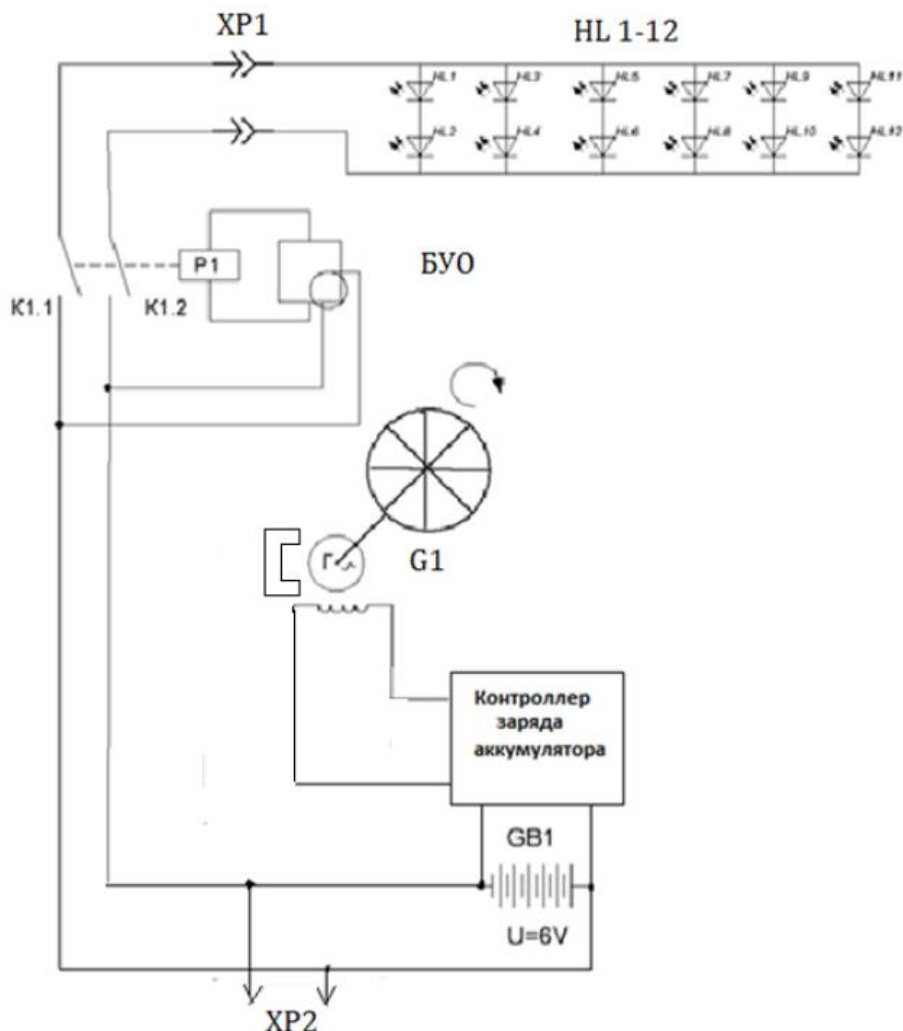 XP1
HL 1-12
HL1
HL3
HL5
HL7
HL9
HL11
HL2
HL4
HL6
HL8
HL10
HL12
P1
БУО
K1.1
K1.2
Г
G1
Контроллер
заряда
аккумулятора
GB1
U=6V
XP2